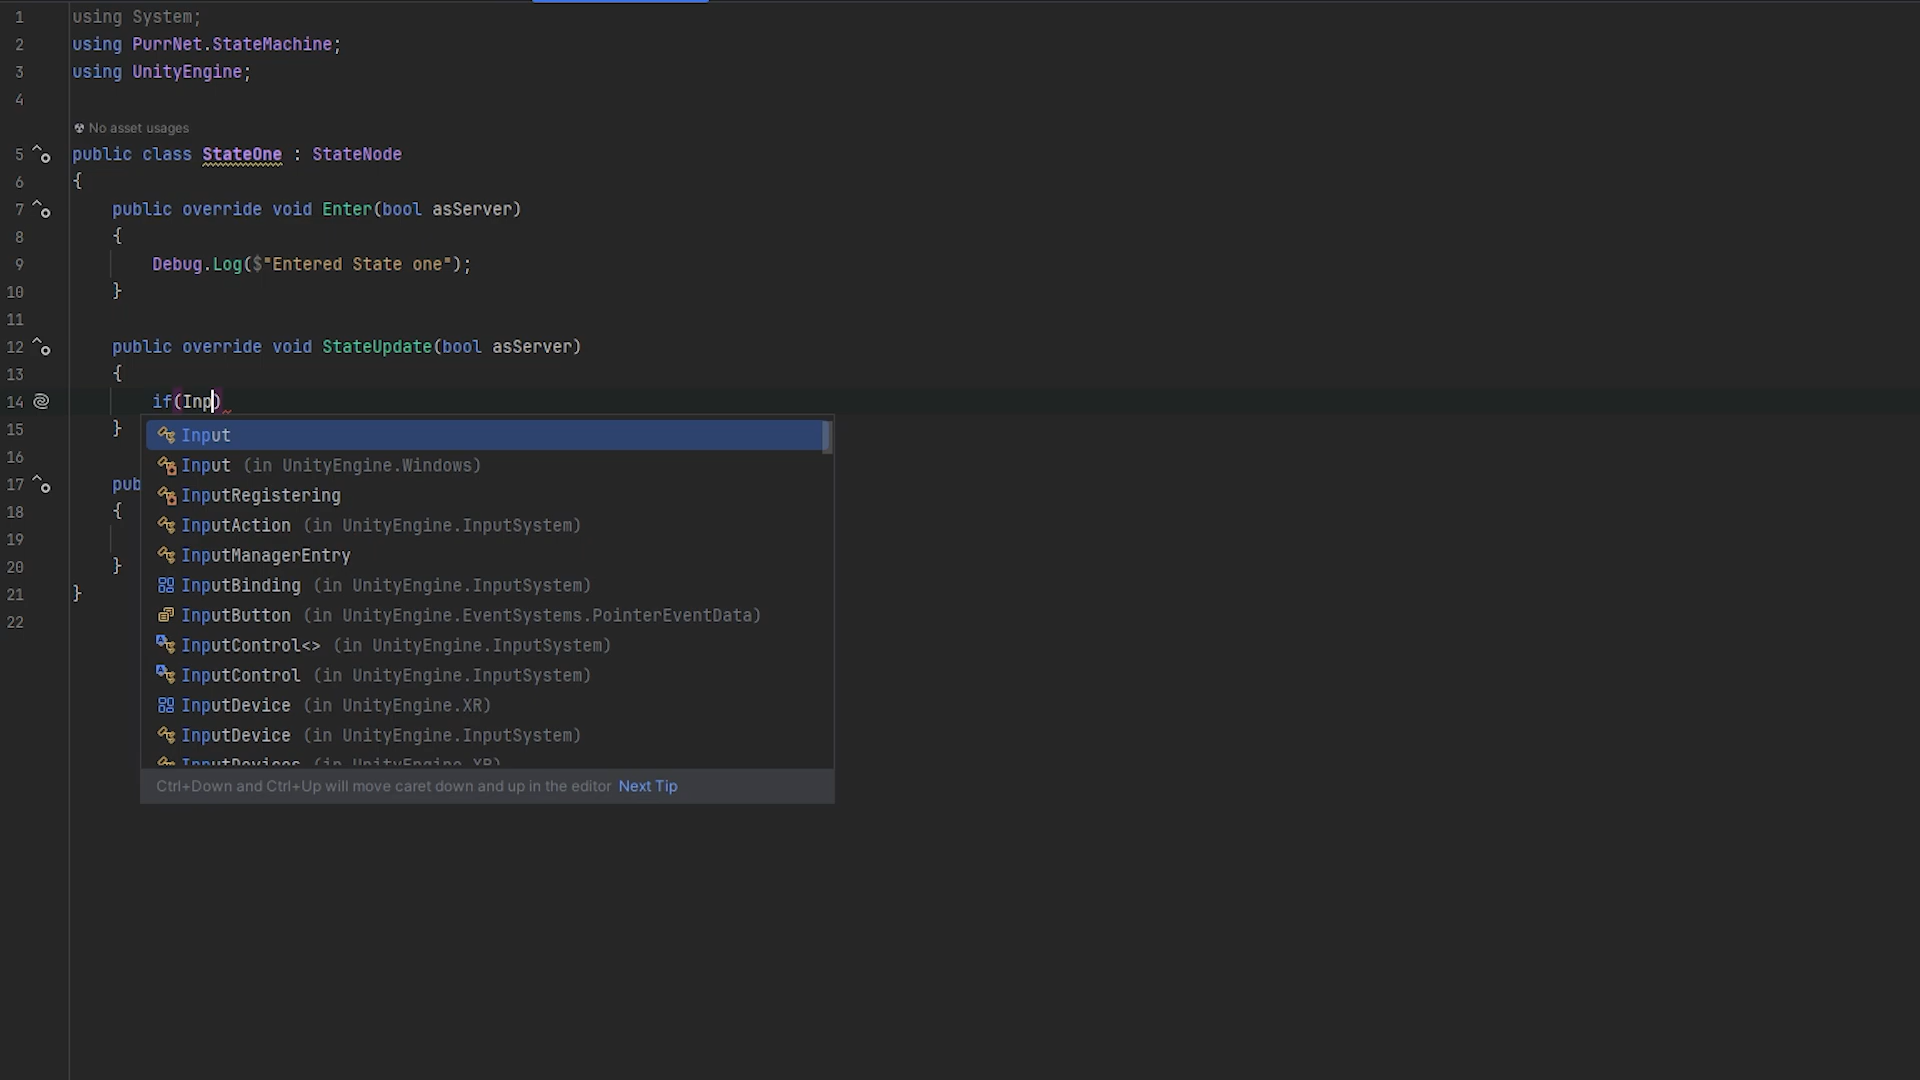 1 using System;
2 using PurrNet.StateMachine;
3 using UnityEngine;
4
No asset usages
5 public class StateOne : StateNode
6 {
7 public override void Enter(bool asServer)
8 {
9 Debug.Log($"Entered State one");
10 }
11
12 public override void StateUpdate(bool asServer)
13 {
14 if(Inp)
15 }
16
17 pub
18 {
19
20 }
21 }
22
Input
Input (in UnityEngine.Windows)
InputRegistering
InputAction (in UnityEngine.InputSystem)
InputManagerEntry
InputBinding (in UnityEngine.InputSystem)
InputButton (in UnityEngine.EventSystems.PointerEventData)
InputControl<> (in UnityEngine.InputSystem)
InputControl (in UnityEngine.InputSystem)
InputDevice (in UnityEngine.XR)
InputDevice (in UnityEngine.InputSystem)
InputDevices (in UnityEngine.XR)
Ctrl+Down and Ctrl+Up will move caret down and up in the editor Next Tip